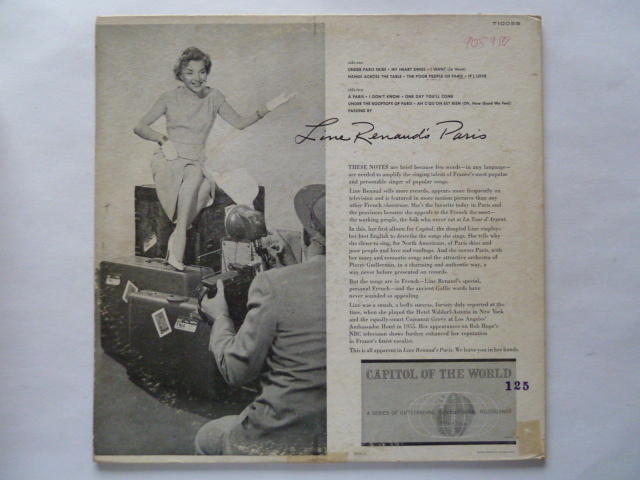 T10055
905
side one
UNDER PARIS SKIES • MY HEART SINGS • I WANT (Je Veux)
HANDS ACROSS THE TABLE • THE POOR PEOPLE OF PARIS • IT'S LOVE
side two
À PARIS • I DON'T KNOW • ONE DAY YOU'LL COME
UNDER THE ROOFTOPS OF PARIS • AH C'QU'ON EST BIEN (Oh, How Good We Feel)
PASSING BY
Line Renaud's Paris
THESE NOTES are brief because few words—in any language—
are needed to amplify the singing talent of France's most popular
and personable singer of popular songs.
Line Renaud sells more records, appears more frequently on
television and is featured in more motion pictures than any
other French chanteuse. She's the favorite today in Paris and
the provinces because she appeals to the French the most—
the working people, the folk who never eat at La Tour d'Argent.
In this, her first album for Capitol, the dimpled Line employs
her best English to describe the songs she sings. She tells why
she chose to sing, for North Americans, of Paris skies and
poor people and love and rooftops. And she serves Paris, with
her many and romantic songs and the attractive orchestra of
Pierre Guillermin, in a charming and authentic way, a
way never before presented on records.
But the songs are in French—Line Renaud's special,
personal French—and the ancient Gallic words have
never sounded so appealing.
Line was a smash, a boffo success, Variety duly reported at the
time, when she played the Hotel Waldorf-Astoria in New York
and the equally-smart Cocoanut Grove at Los Angeles'
Ambassador Hotel in 1955. Her appearances on Bob Hope's
NBC television shows further enhanced her reputation
as France's finest vocalist.
This is all apparent in Line Renaud's Paris. We leave you in her hands.
CAPITOL OF THE WORLD
125
A SERIES OF OUTSTANDING INTERNATIONAL RECORDINGS